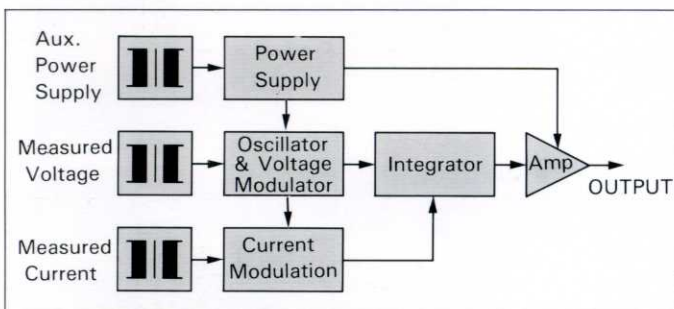 Aux.
Power
Supply
Power
Supply
Measured
Voltage
Oscillator
& Voltage
Modulator
Integrator
Amp
OUTPUT
Measured
Current
Current
Modulation